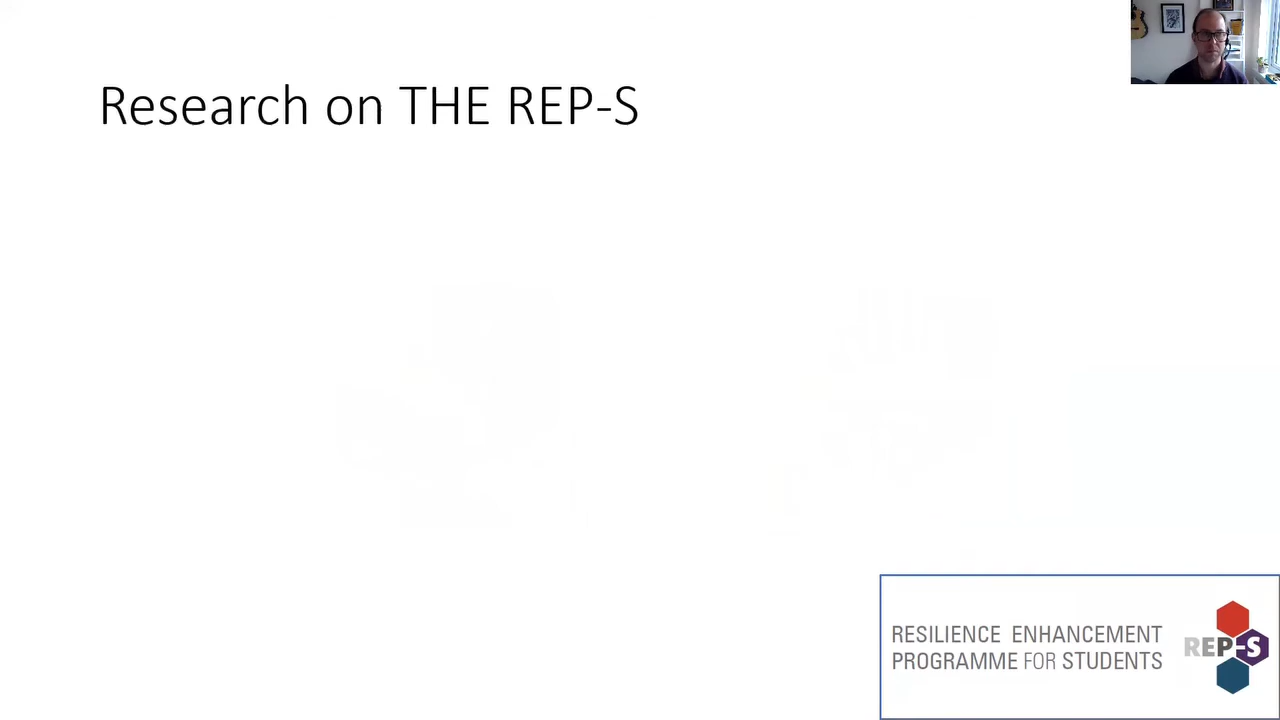 Research on THE REP-S
RESILIENCE ENHANCEMENT
PROGRAMME FOR STUDENTS
REP-S